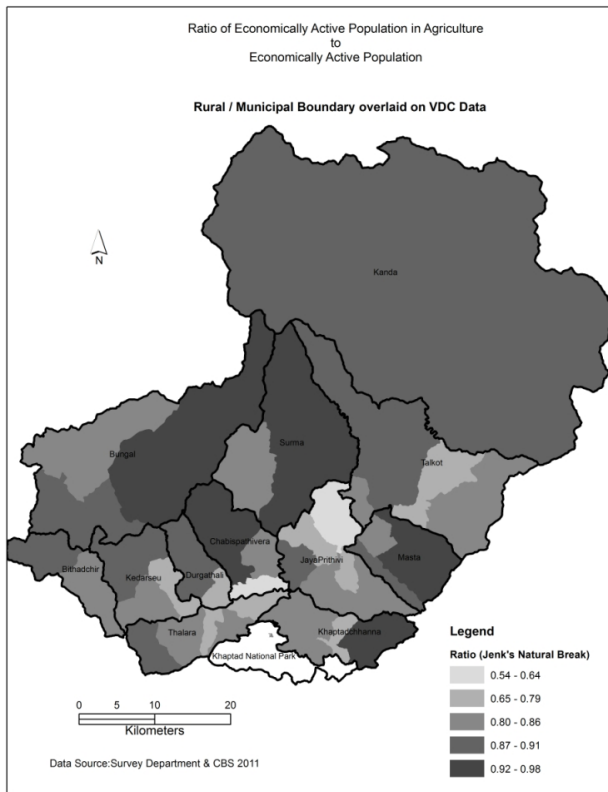 Ratio of Economically Active Population in Agriculture
to
Economically Active Population
Rural / Municipal Boundary overlaid on VDC Data
N
Kanda
Surma
Bungal
Talkot
Chabispathivera
Masta
JayaPrithivi
Bithadchir
Kedarseu
Durgathali
Thalara
Khaptadchhanna
Khaptad National Park
Legend
Ratio (Jenk's Natural Break)
0.54 - 0.64
0.65 - 0.79
0.80 - 0.86
0.87 - 0.91
0.92 - 0.98
0 5 10 20
Kilometers
Data Source:Survey Department & CBS 2011